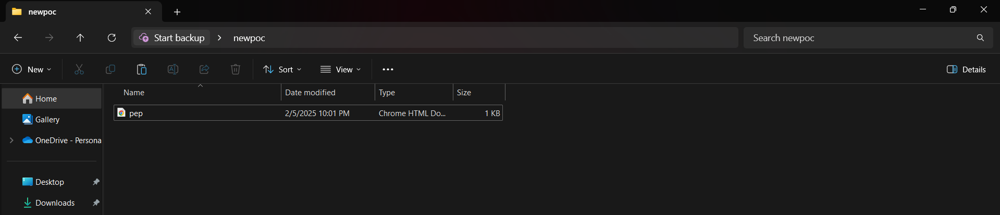 newpoc
Start backup > newpoc
Search newpoc
New
Sort
View
Details
Home
Gallery
OneDrive - Persona
Desktop
Downloads
Name Date modified Type Size
pep 2/5/2025 10:01 PM Chrome HTML Do... 1 KB